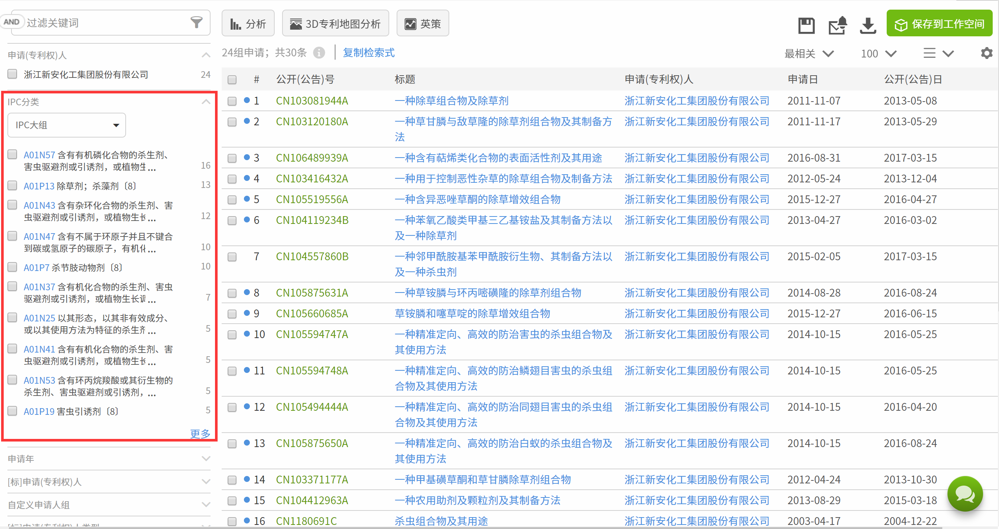 AND 过滤关键词
申请(专利权)人
浙江新安化工集团股份有限公司 24
IPC分类
IPC大组
A01N57 含有有机磷化合物的杀生剂、
害虫驱避剂或引诱剂，或植物生... 16
A01P13 除草剂；杀藻剂〔8〕 13
A01N43 含有杂环化合物的杀生剂、害
虫驱避剂或引诱剂，或植物生长... 12
A01N47 含有不属于环原子并且不键合
到碳或氢原子的碳原子，有机化... 10
A01P7 杀节肢动物剂〔8〕 10
A01N37 含有机化合物的杀生剂、害虫
驱避剂或引诱剂，或植物生长调... 7
A01N25 以其形态，以其非有效成分、
或以其使用方法为特征的杀生剂... 5
A01N41 含有有机化合物的杀生剂、害
虫驱避剂或引诱剂，或植物生长... 5
A01N53 含有环丙烷羧酸或其衍生物的
杀生剂、害虫驱避剂或引诱剂，... 5
A01P19 害虫引诱剂〔8〕 5
更多
申请年
[标]申请(专利权)人
自定义申请人组
[标]申请(专利权)人类型
分析 3D专利地图分析 英策
保存到工作空间
24组申请；共30条 复制检索式
最相关 100
# 公开(公告)号 标题 申请(专利权)人 申请日 公开(公告)日
1 CN103081944A 一种除草组合物及除草剂 浙江新安化工集团股份有限公司 2011-11-07 2013-05-08
2 CN103120180A 一种草甘膦与敌草隆的除草剂组合物及其制备方 浙江新安化工集团股份有限公司 2011-11-17 2013-05-29
法
3 CN106489939A 一种含有萜烯类化合物的表面活性剂及其用途 浙江新安化工集团股份有限公司 2016-08-31 2017-03-15
4 CN103416432A 一种用于控制恶性杂草的除草组合物及制备方法 浙江新安化工集团股份有限公司 2012-05-24 2013-12-04
5 CN105519556A 一种含异恶唑草酮的除草增效组合物 浙江新安化工集团股份有限公司 2015-12-27 2016-04-27
6 CN104119234B 一种苯氧乙酸类甲基三乙基铵盐及其制备方法以 浙江新安化工集团股份有限公司 2013-04-27 2016-03-02
及一种除草剂
7 CN104557860B 一种邻甲酰胺基苯甲酰胺衍生物、其制备方法以 浙江新安化工集团股份有限公司 2015-02-05 2017-03-15
及一种杀虫剂
8 CN105875631A 一种草铵膦与环丙嘧磺隆的除草剂组合物 浙江新安化工集团股份有限公司 2014-08-28 2016-08-24
9 CN105660685A 草铵膦和噻草啶的除草增效组合物 浙江新安化工集团股份有限公司 2015-12-27 2016-06-15
10 CN105594747A 一种精准定向、高效的防治害虫的杀虫组合物及 浙江新安化工集团股份有限公司 2014-10-15 2016-05-25
其使用方法
11 CN105594748A 一种精准定向、高效的防治鳞翅目害虫的杀虫组 浙江新安化工集团股份有限公司 2014-10-15 2016-05-25
合物及其使用方法
12 CN105494444A 一种精准定向、高效的防治同翅目害虫的杀虫组 浙江新安化工集团股份有限公司 2014-10-15 2016-04-20
合物及其使用方法
13 CN105875650A 一种精准定向、高效的防治白蚁的杀虫组合物及 浙江新安化工集团股份有限公司 2014-10-15 2016-08-24
其使用方法
14 CN103371177A 一种甲基磺草酮和草甘膦除草剂组合物 浙江新安化工集团股份有限公司 2012-04-24 2013-10-30
15 CN104412963A 一种农用助剂及颗粒剂及其制备方法 浙江新安化工集团股份有限公司 2013-08-29 2015-03-18
16 CN1180691C 杀虫组合物及其用途 浙江新安化工集团股份有限公司 2003-04-17 2004-12-22